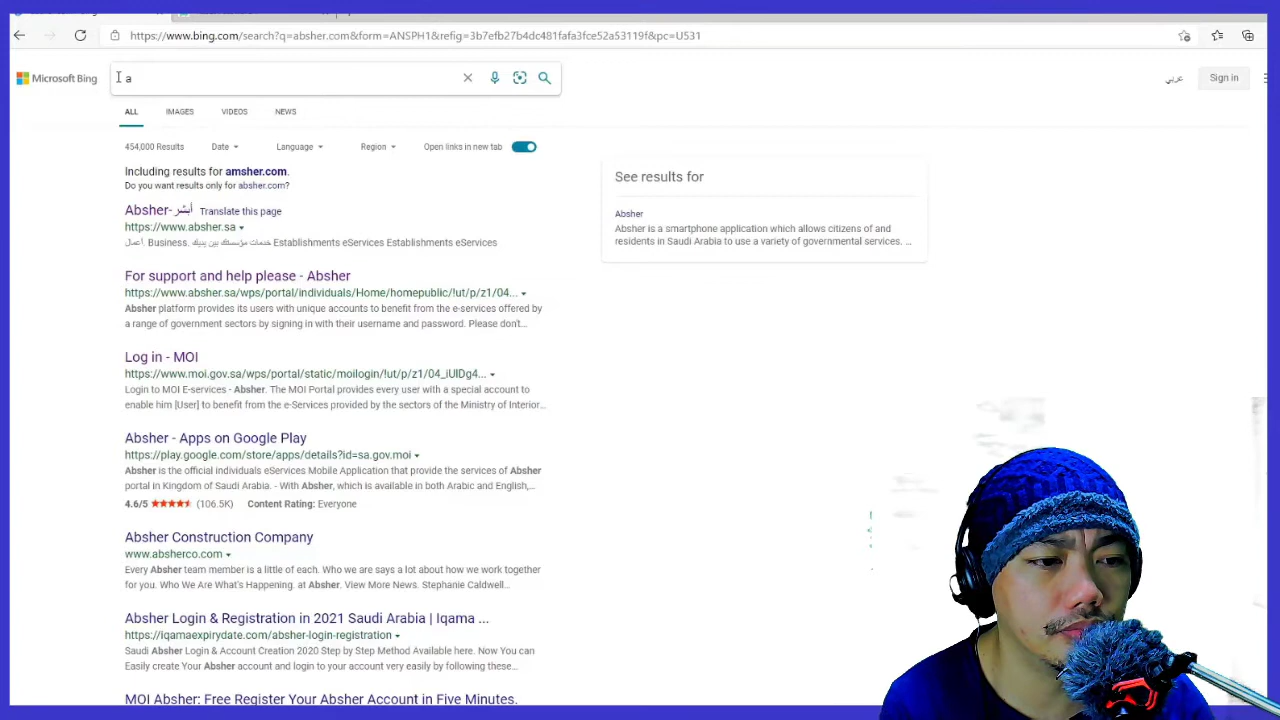 https://www.bing.com/search?q=absher.com&form=ANSPH1&refig=3b7efb27b4dc481fafa3fce52a53119f&pc=U531
Microsoft Bing
a
عربي
Sign in
ALL IMAGES VIDEOS NEWS
454,000 Results Date Language Region Open links in new tab
Including results for amsher.com.
Do you want results only for absher.com?
Absher- أبشر Translate this page
https://www.absher.sa
أعمال. Business. خدمات مؤسستك بين يديك Establishments eServices Establishments eServices
For support and help please - Absher
https://www.absher.sa/wps/portal/individuals/Home/homepublic/!ut/p/z1/04...
Absher platform provides its users with unique accounts to benefit from the e-services offered by
a range of government sectors by signing in with their username and password. Please don't...
Log in - MOI
https://www.moi.gov.sa/wps/portal/static/moilogin/!ut/p/z1/04_iUlDg4...
Login to MOI E-services - Absher. The MOI Portal provides every user with a special account to
enable him [User] to benefit from the e-Services provided by the sectors of the Ministry of Interior...
Absher - Apps on Google Play
https://play.google.com/store/apps/details?id=sa.gov.moi
Absher is the official individuals eServices Mobile Application that provide the services of Absher
portal in Kingdom of Saudi Arabia. - With Absher, which is available in both Arabic and English,...
4.6/5 (106.5K) Content Rating: Everyone
Absher Construction Company
www.absherco.com
Every Absher team member is a little of each. Who we are says a lot about how we work together
for you. Who We Are What's Happening. at Absher. View More News. Stephanie Caldwell...
Absher Login & Registration in 2021 Saudi Arabia | Iqama ...
https://iqamaexpirydate.com/absher-login-registration
Saudi Absher Login & Account Creation 2020 Step by Step Method Available here. Now You can
Easily create Your Absher account and login to your account very easily by following these...
MOI Absher: Free Register Your Absher Account in Five Minutes.
See results for
Absher
Absher is a smartphone application which allows citizens of and
residents in Saudi Arabia to use a variety of governmental services. ...